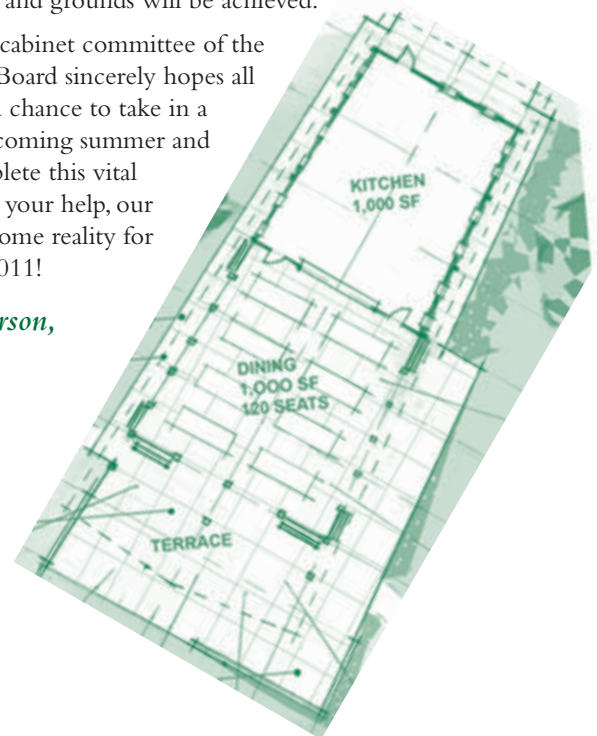 and grounds will be achieved.
cabinet committee of the
Board sincerely hopes all
chance to take in a
coming summer and
plete this vital
your help, our
ome reality for
011!
rson,
KITCHEN
1,000 SF
DINING
1,000 SF
120 SEATS
TERRACE